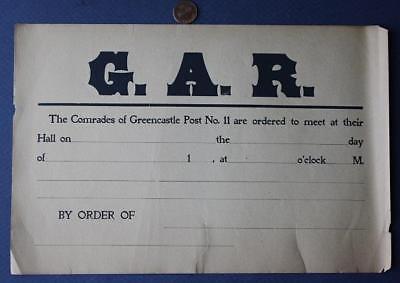 G. A. R.
The Comrades of Greencastle Post No. 11 are ordered to meet at their
Hall on the day
of 1 , at o'clock M.
BY ORDER OF